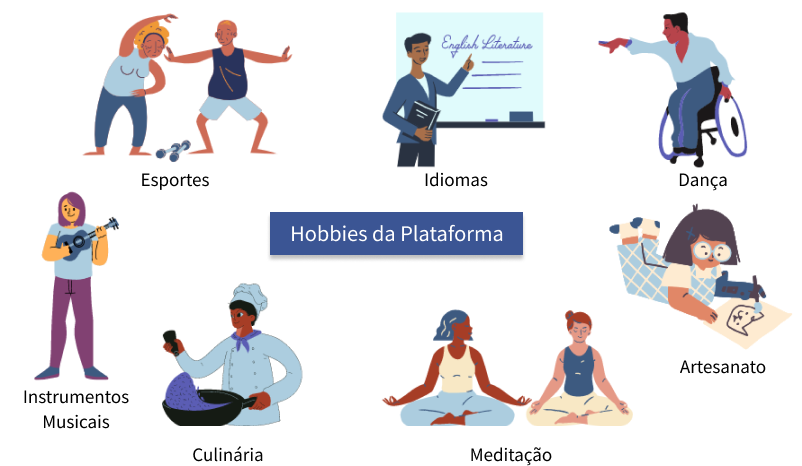 English Literature
Esportes
Idiomas
Dança
Hobbies da Plataforma
Artesanato
Instrumentos
Musicais
Culinária
Meditação